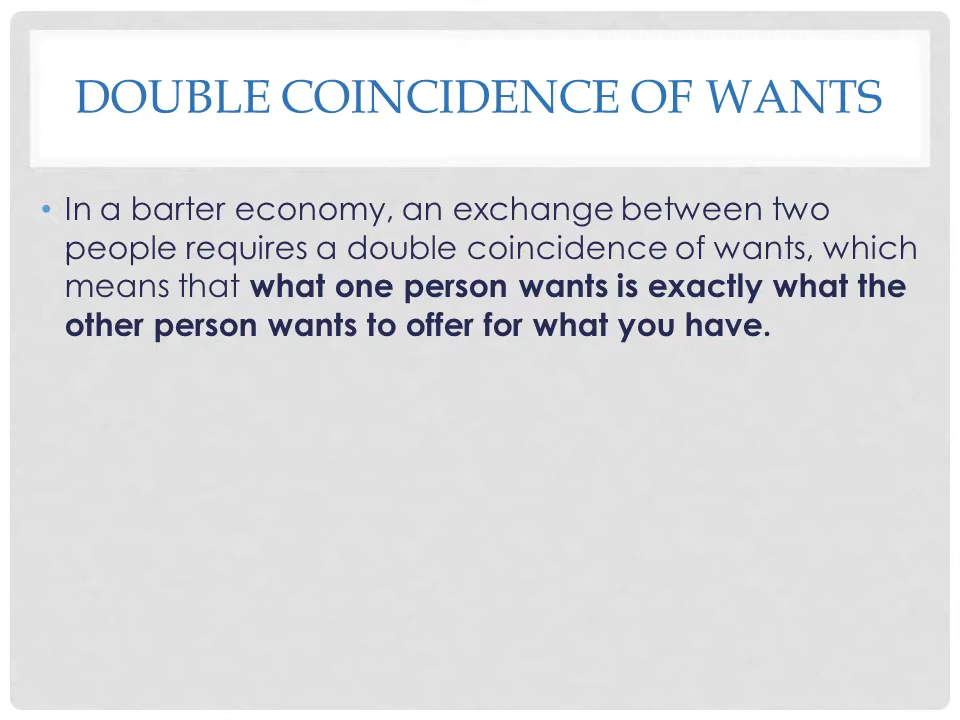 DOUBLE COINCIDENCE OF WANTS
• In a barter economy, an exchange between two
people requires a double coincidence of wants, which
means that what one person wants is exactly what the
other person wants to offer for what you have.